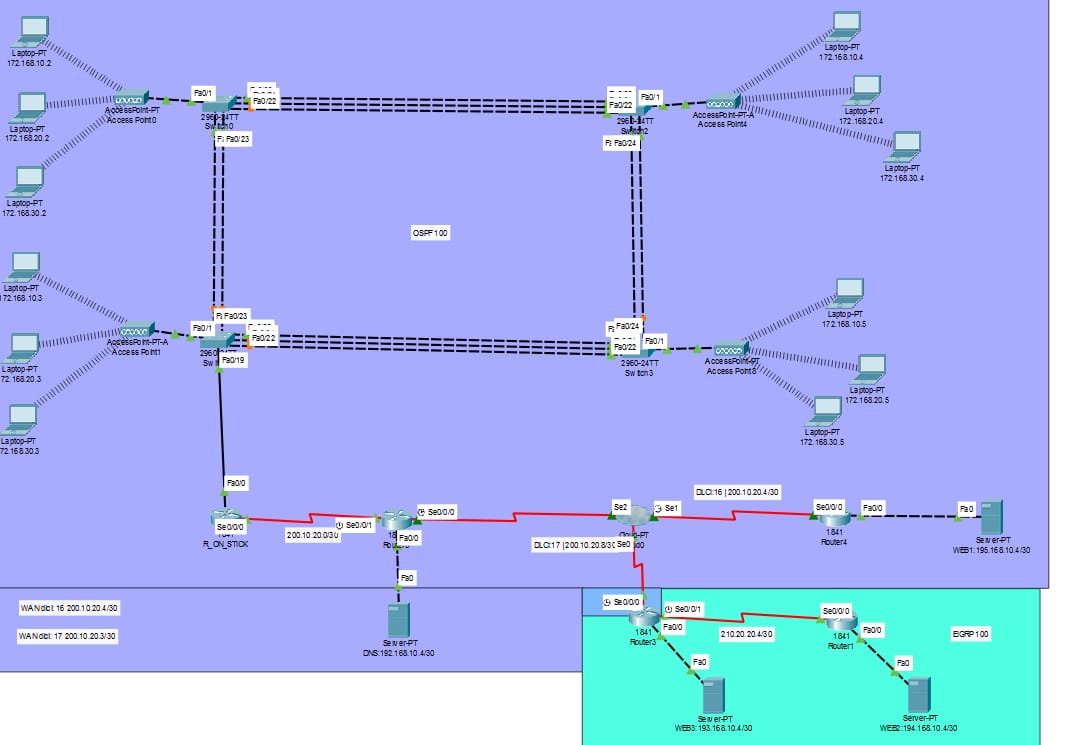 Laptop-PT
172.168.10.2
Laptop-PT
172.168.20.2
Laptop-PT
172.168.30.2
AccessPoint-PT
Access Point0
Fa0/1
Fa0/22
2960-24TT
Switch0
Fa0/23
Fa0/22
Fa0/1
2960-24TT
Switch2
Fa0/24
AccessPoint-PT-A
Access Point4
Laptop-PT
172.168.10.4
Laptop-PT
172.168.20.4
Laptop-PT
172.168.30.4
OSPF 100
Laptop-PT
172.168.10.3
Laptop-PT
72.168.20.3
Laptop-PT
72.168.30.3
AccessPoint-PT-A
Access Point1
Fa0/1
Fa0/23
Fa0/22
Fa0/19
Fa0/24
Fa0/22
Fa0/1
2960-24TT
Switch3
AccessPoint-PT
Laptop-PT
172.168.10.5
Laptop-PT
172.168.20.5
Laptop-PT
172.168.30.5
Fa0/0
Se0/0/0
R_ON_STICK
200.10.20.0/30
Se0/0/1
Se0/0/0
Fa0/0
Fa0
Server-PT
DNS:192.168.10.4/30
Se2
Se1
Se0
DLCI:17 |200.10.20.8/30
DLCI:16 | 200.10.20.4/30
Se0/0/0
Fa0/0
1841
Router4
Fa0
Server-PT
WEB1:195.168.10.4/30
WAN dlci: 16 200.10.20.4/30
WAN dlci: 17 200.10.20.3/30
Se0/0/0
Se0/0/1
Fa0/0
1841
Router3
210.20.20.4/30
Se0/0/0
Fa0/0
1841
Router1
EIGRP 100
Fa0
Server-PT
WEB3:193.168.10.4/30
Fa0
Server-PT
WEB2:194.168.10.4/30